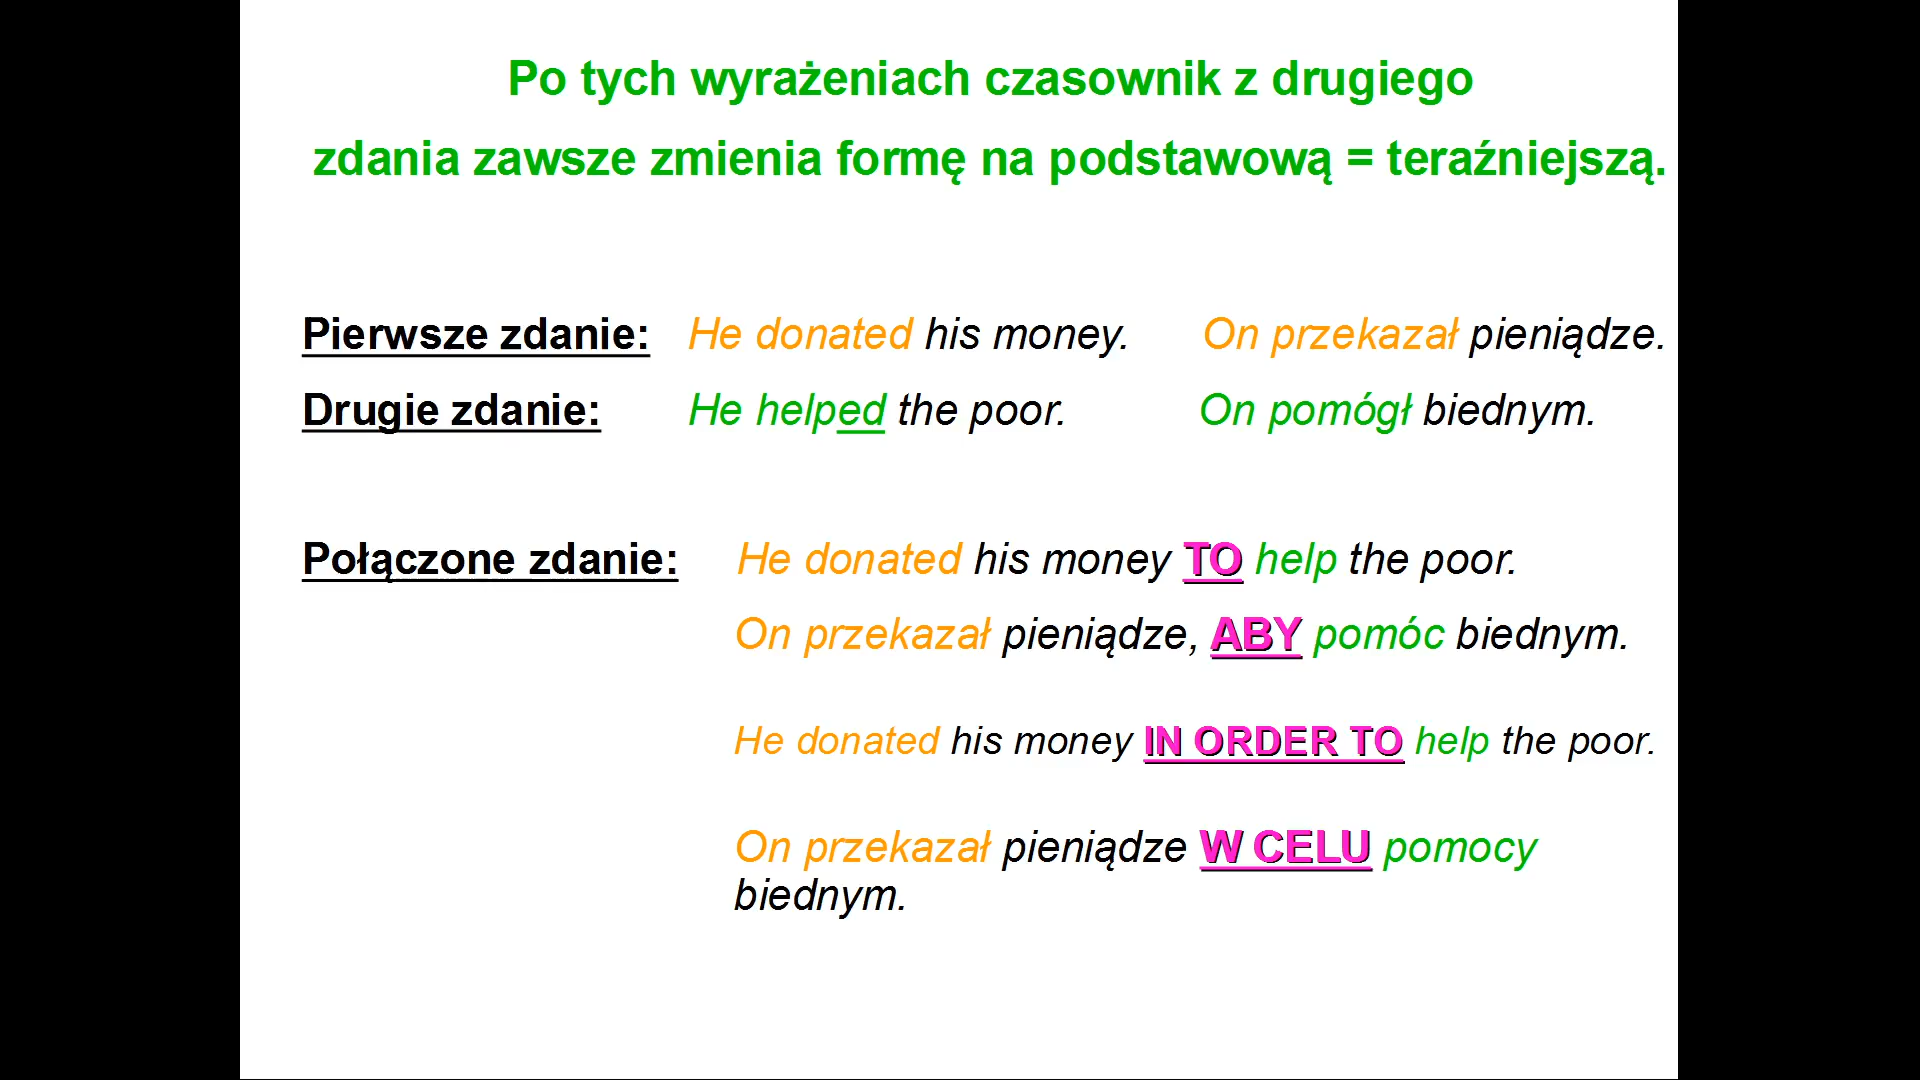 Po tych wyrażeniach czasownik z drugiego
zdania zawsze zmienia formę na podstawową = teraźniejszą.
Pierwsze zdanie: He donated his money. On przekazał pieniądze.
Drugie zdanie: He helped the poor. On pomógł biednym.
Połączone zdanie: He donated his money TO help the poor.
On przekazał pieniądze, ABY pomóc biednym.
He donated his money IN ORDER TO help the poor.
On przekazał pieniądze W CELU pomocy
biednym.